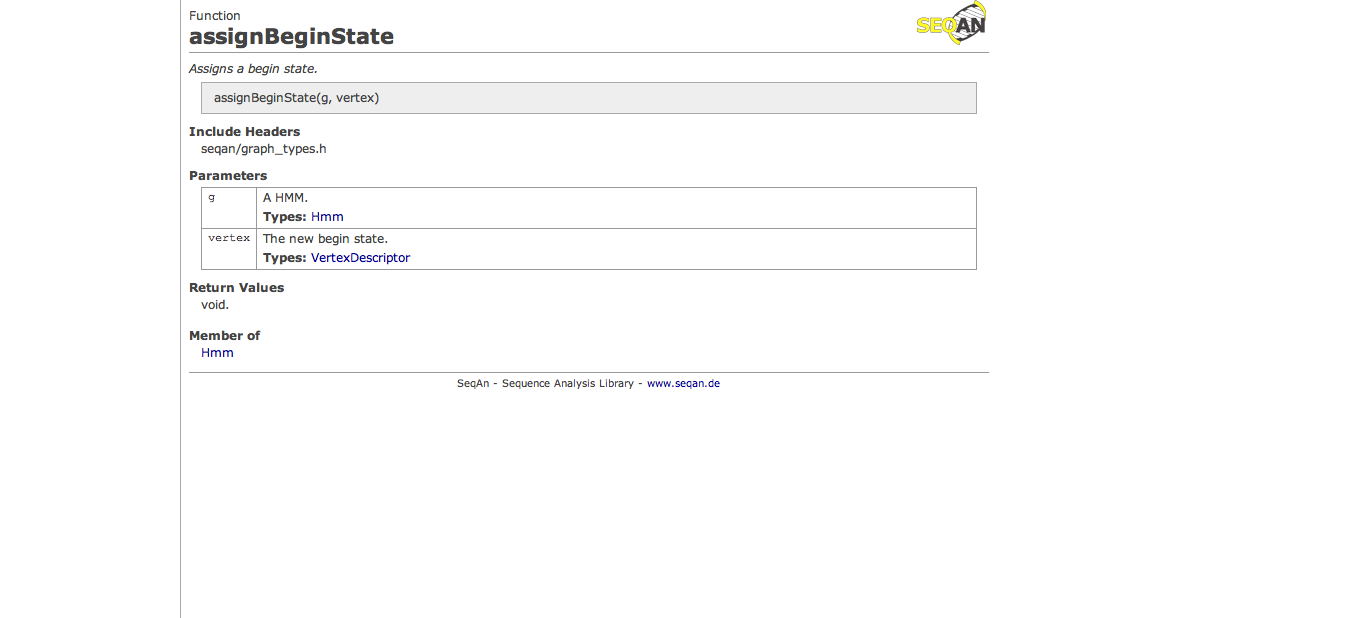 Function
assignBeginState
SEQAN
Assigns a begin state.
assignBeginState(g, vertex)
Include Headers
seqan/graph_types.h
Parameters
g A HMM.
Types: Hmm
vertex The new begin state.
Types: VertexDescriptor
Return Values
void.
Member of
Hmm
SeqAn - Sequence Analysis Library - www.seqan.de